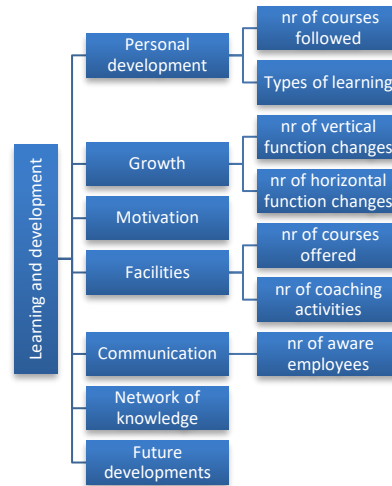 Learning and development
Personal
development
nr of courses
followed
Types of learning
Growth
nr of vertical
function changes
nr of horizontal
function changes
Motivation
Facilities
nr of courses
offered
nr of coaching
activities
Communication
nr of aware
employees
Network of
knowledge
Future
developments